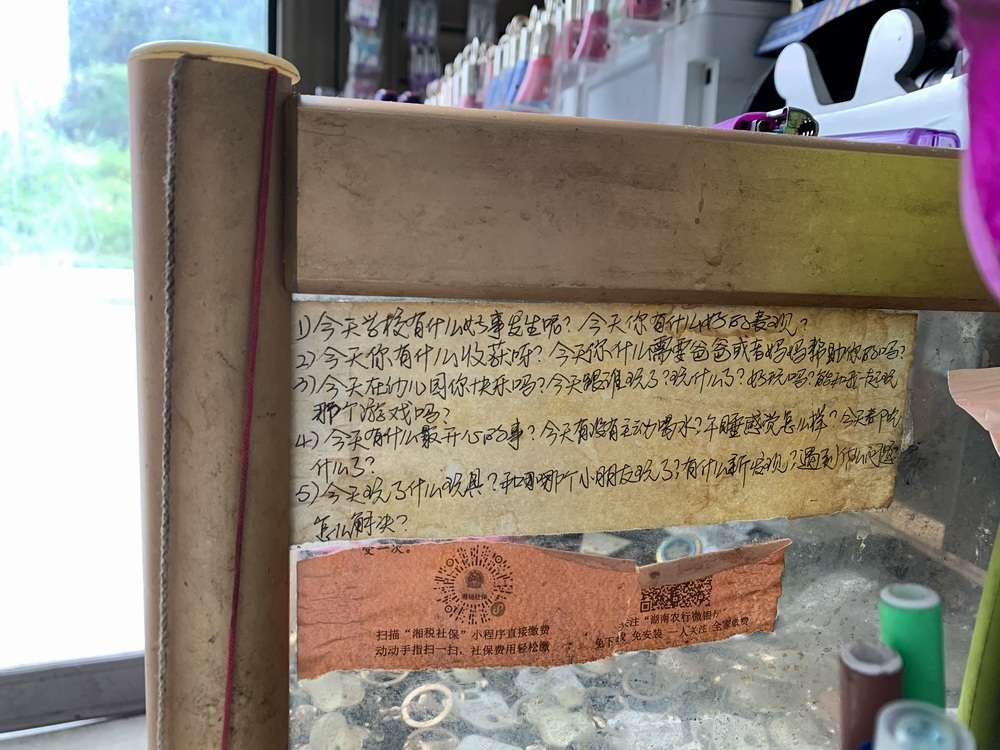 1) 今天学校有什么好事发生呢？今天你有什么好的表现？
2) 今天你有什么收获呀？今天你什么需要爸爸或者妈妈帮助你的吗？
3) 今天在幼儿园你快乐吗？今天跟谁玩了？玩什么了？好玩吗？能和我一起玩
那个游戏吗？
4) 今天有什么最开心的事？今天有没有主动喝水？午睡感觉怎么样？今天都吃
什么了？
5) 今天玩了什么玩具？和哪个小朋友玩了？有什么新发现？遇到什么问题
怎么解决？
变一次。
湘税社保
扫描“湘税社保”小程序直接缴费
动动手指扫一扫，社保费用轻松缴
关注“湖南农行微银行
免下载 免安装 一人关注 全家缴费